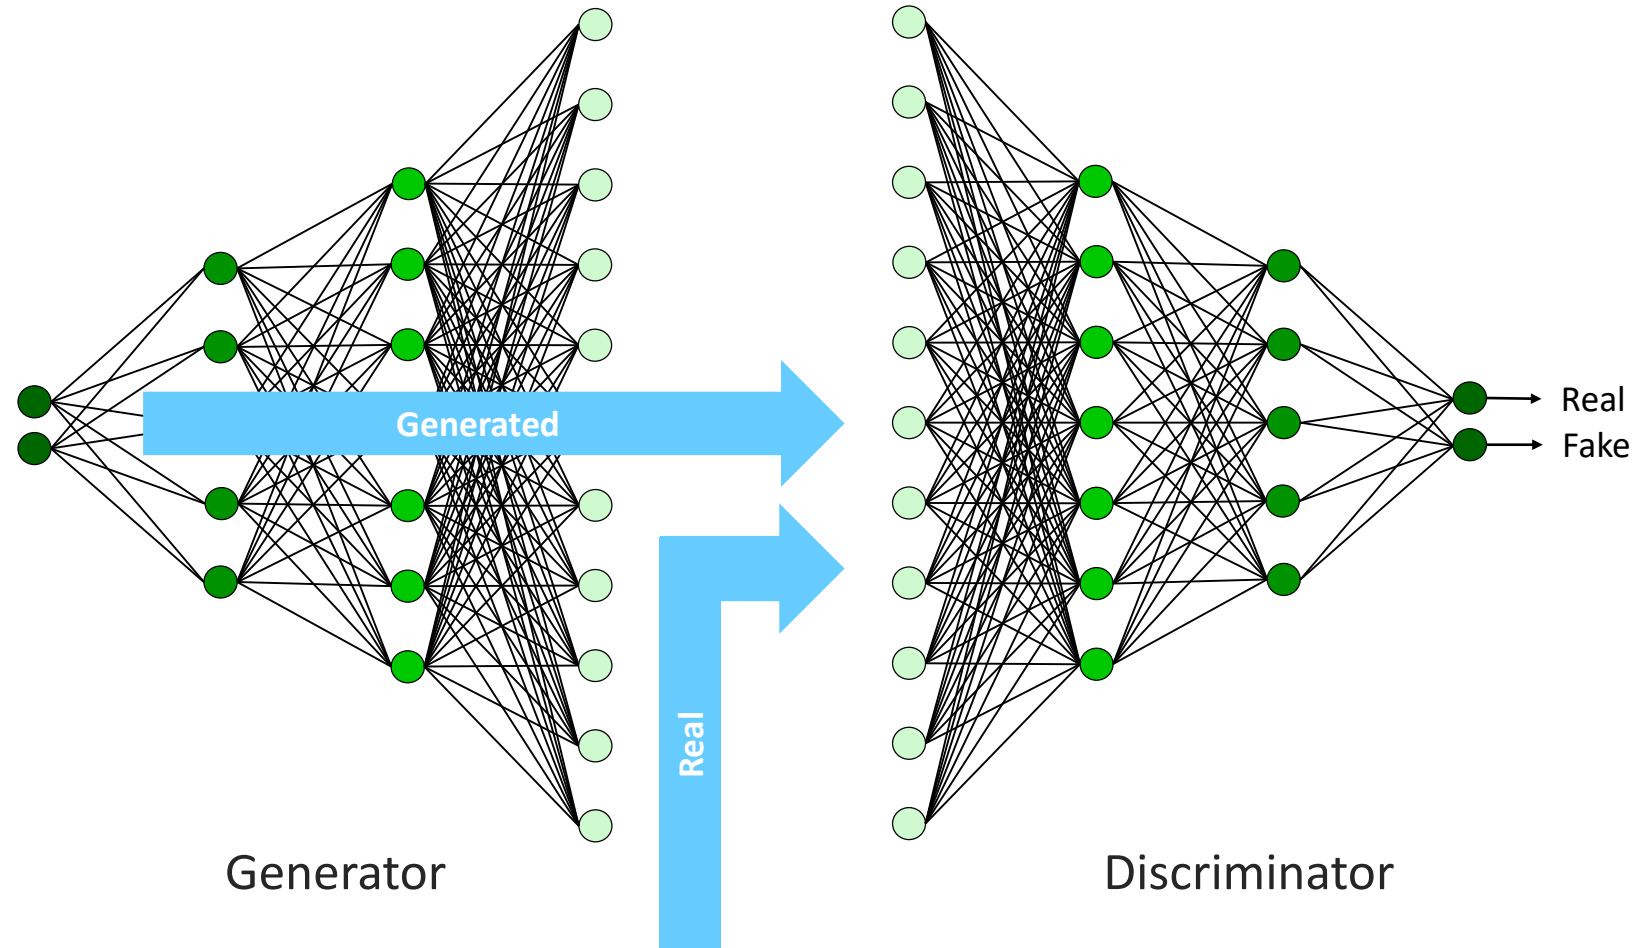 Generated
Real
Real
Fake
Generator
Discriminator